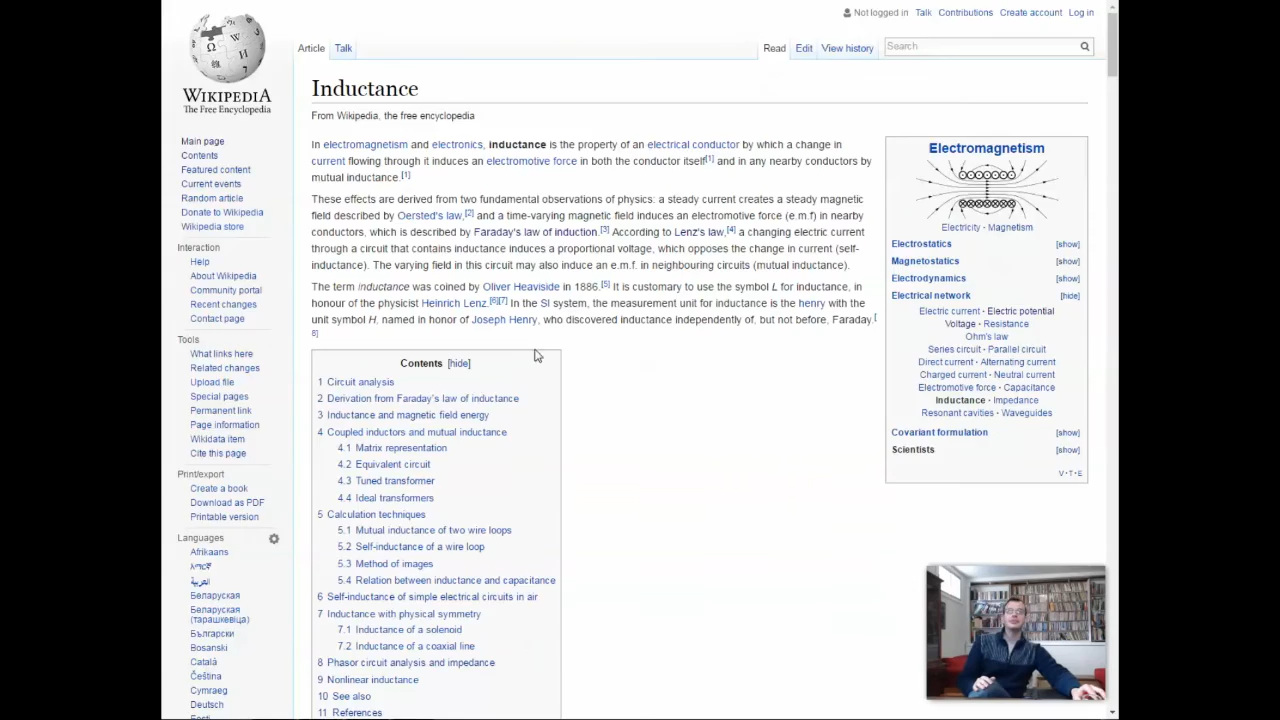 Not logged in Talk Contributions Create account Log in
Article Talk
Read Edit View history Search
WIKIPEDIA
The Free Encyclopedia
Main page
Contents
Featured content
Current events
Random article
Donate to Wikipedia
Wikipedia store
Interaction
Help
About Wikipedia
Community portal
Recent changes
Contact page
Tools
What links here
Related changes
Upload file
Special pages
Permanent link
Page information
Wikidata item
Cite this page
Print/export
Create a book
Download as PDF
Printable version
Languages
Afrikaans
አማርኛ
العربية
Беларуская
Беларуская
(тарашкевіца)
Български
Bosanski
Català
Čeština
Cymraeg
Deutsch
Eesti
Inductance
From Wikipedia, the free encyclopedia
In electromagnetism and electronics, inductance is the property of an electrical conductor by which a change in
current flowing through it induces an electromotive force in both the conductor itself[1] and in any nearby conductors by
mutual inductance.[1]
These effects are derived from two fundamental observations of physics: a steady current creates a steady magnetic
field described by Oersted's law,[2] and a time-varying magnetic field induces an electromotive force (e.m.f) in nearby
conductors, which is described by Faraday's law of induction.[3] According to Lenz's law,[4] a changing electric current
through a circuit that contains inductance induces a proportional voltage, which opposes the change in current (self-
inductance). The varying field in this circuit may also induce an e.m.f. in neighbouring circuits (mutual inductance).
The term inductance was coined by Oliver Heaviside in 1886.[5] It is customary to use the symbol L for inductance, in
honour of the physicist Heinrich Lenz.[6][7] In the SI system, the measurement unit for inductance is the henry with the
unit symbol H, named in honor of Joseph Henry, who discovered inductance independently of, but not before, Faraday.[
8]
Contents [hide]
1 Circuit analysis
2 Derivation from Faraday's law of inductance
3 Inductance and magnetic field energy
4 Coupled inductors and mutual inductance
4.1 Matrix representation
4.2 Equivalent circuit
4.3 Tuned transformer
4.4 Ideal transformers
5 Calculation techniques
5.1 Mutual inductance of two wire loops
5.2 Self-inductance of a wire loop
5.3 Method of images
5.4 Relation between inductance and capacitance
6 Self-inductance of simple electrical circuits in air
7 Inductance with physical symmetry
7.1 Inductance of a solenoid
7.2 Inductance of a coaxial line
8 Phasor circuit analysis and impedance
9 Nonlinear inductance
10 See also
11 References
Electromagnetism
Electricity · Magnetism
Electrostatics [show]
Magnetostatics [show]
Electrodynamics [show]
Electrical network [hide]
Electric current · Electric potential
Voltage · Resistance
Ohm's law
Series circuit · Parallel circuit
Direct current · Alternating current
Charged current · Neutral current
Electromotive force · Capacitance
Inductance · Impedance
Resonant cavities · Waveguides
Covariant formulation [show]
Scientists [show]
V · T · E